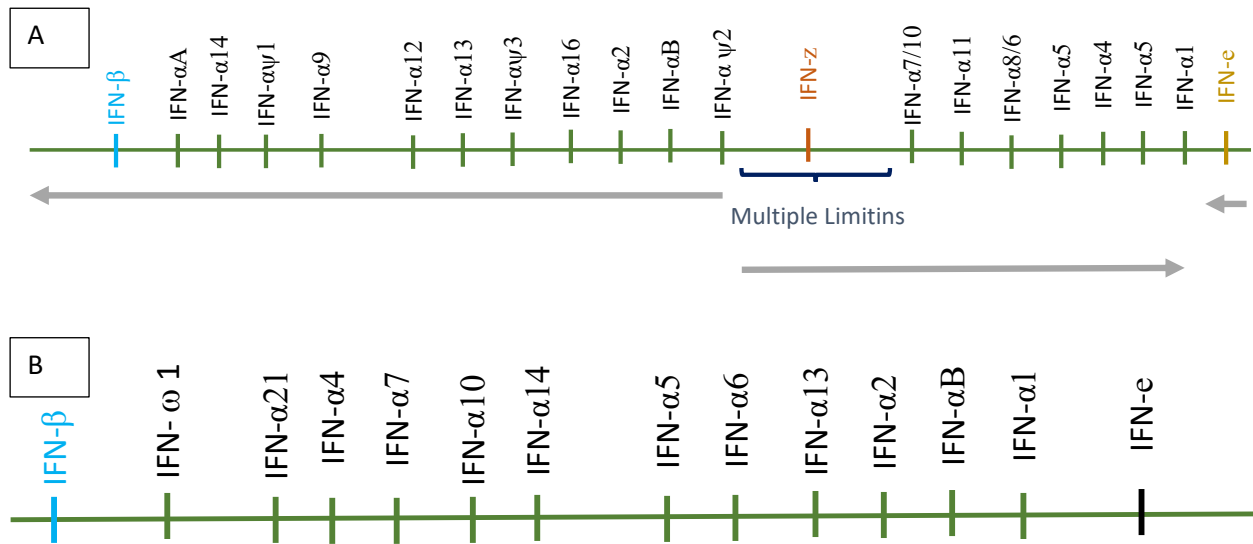 A
IFN-β
IFN-αA
IFN-α14
IFN-αψ1
IFN-α9
IFN-α12
IFN-α13
IFN-αψ3
IFN-α16
IFN-α2
IFN-αB
IFN-α ψ2
IFN-z
IFN-α7/10
IFN-α11
IFN-α8/6
IFN-α5
IFN-α4
IFN-α5
IFN-α1
IFN-e
Multiple Limitins
B
IFN-β
IFN- ω 1
IFN-α21
IFN-α4
IFN-α7
IFN-α10
IFN-α14
IFN-α5
IFN-α6
IFN-α13
IFN-α2
IFN-αB
IFN-α1
IFN-e